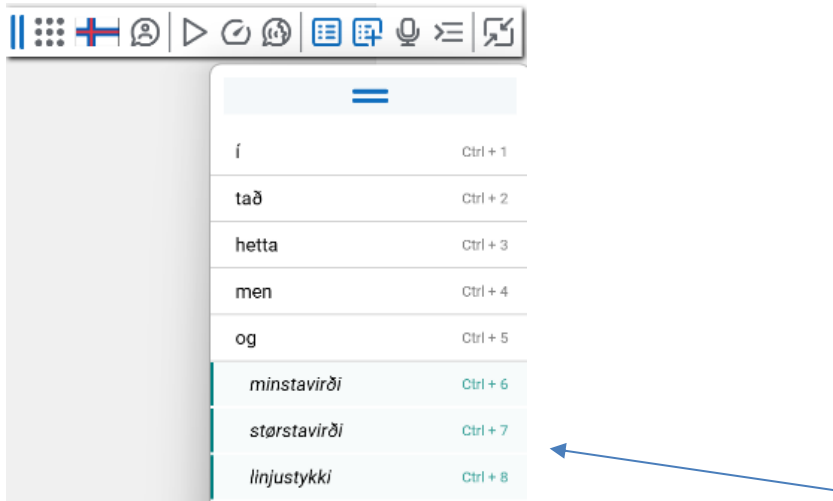 í Ctrl + 1
tað Ctrl + 2
hetta Ctrl + 3
men Ctrl + 4
og Ctrl + 5
minstavirði Ctrl + 6
størstavirði Ctrl + 7
linjustykki Ctrl + 8